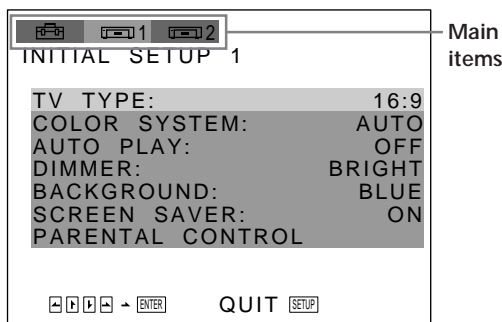 1 2
Main items
INITIAL SETUP 1
TV TYPE: 16:9
COLOR SYSTEM: AUTO
AUTO PLAY: OFF
DIMMER: BRIGHT
BACKGROUND: BLUE
SCREEN SAVER: ON
PARENTAL CONTROL
ENTER QUIT SETUP